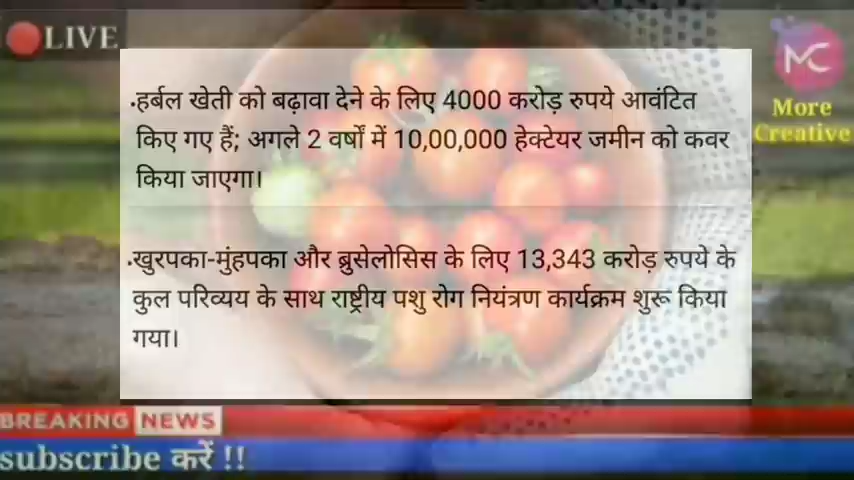 LIVE
MC
More
Creative
•हर्बल खेती को बढ़ावा देने के लिए 4000 करोड़ रुपये आवंटित
किए गए हैं; अगले 2 वर्षों में 10,00,000 हेक्टेयर जमीन को कवर
किया जाएगा।
•खुरपका-मुंहपका और ब्रुसेलोसिस के लिए 13,343 करोड़ रुपये के
कुल परिव्यय के साथ राष्ट्रीय पशु रोग नियंत्रण कार्यक्रम शुरू किया
गया।
BREAKING NEWS
subscribe करें !!